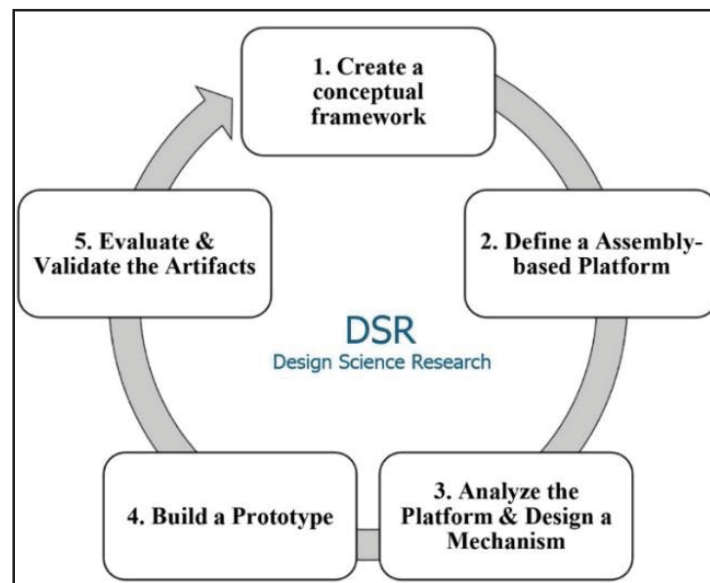 1. Create a
conceptual
framework
2. Define a Assembly-
based Platform
3. Analyze the
Platform & Design a
Mechanism
4. Build a Prototype
5. Evaluate &
Validate the Artifacts
DSR
Design Science Research